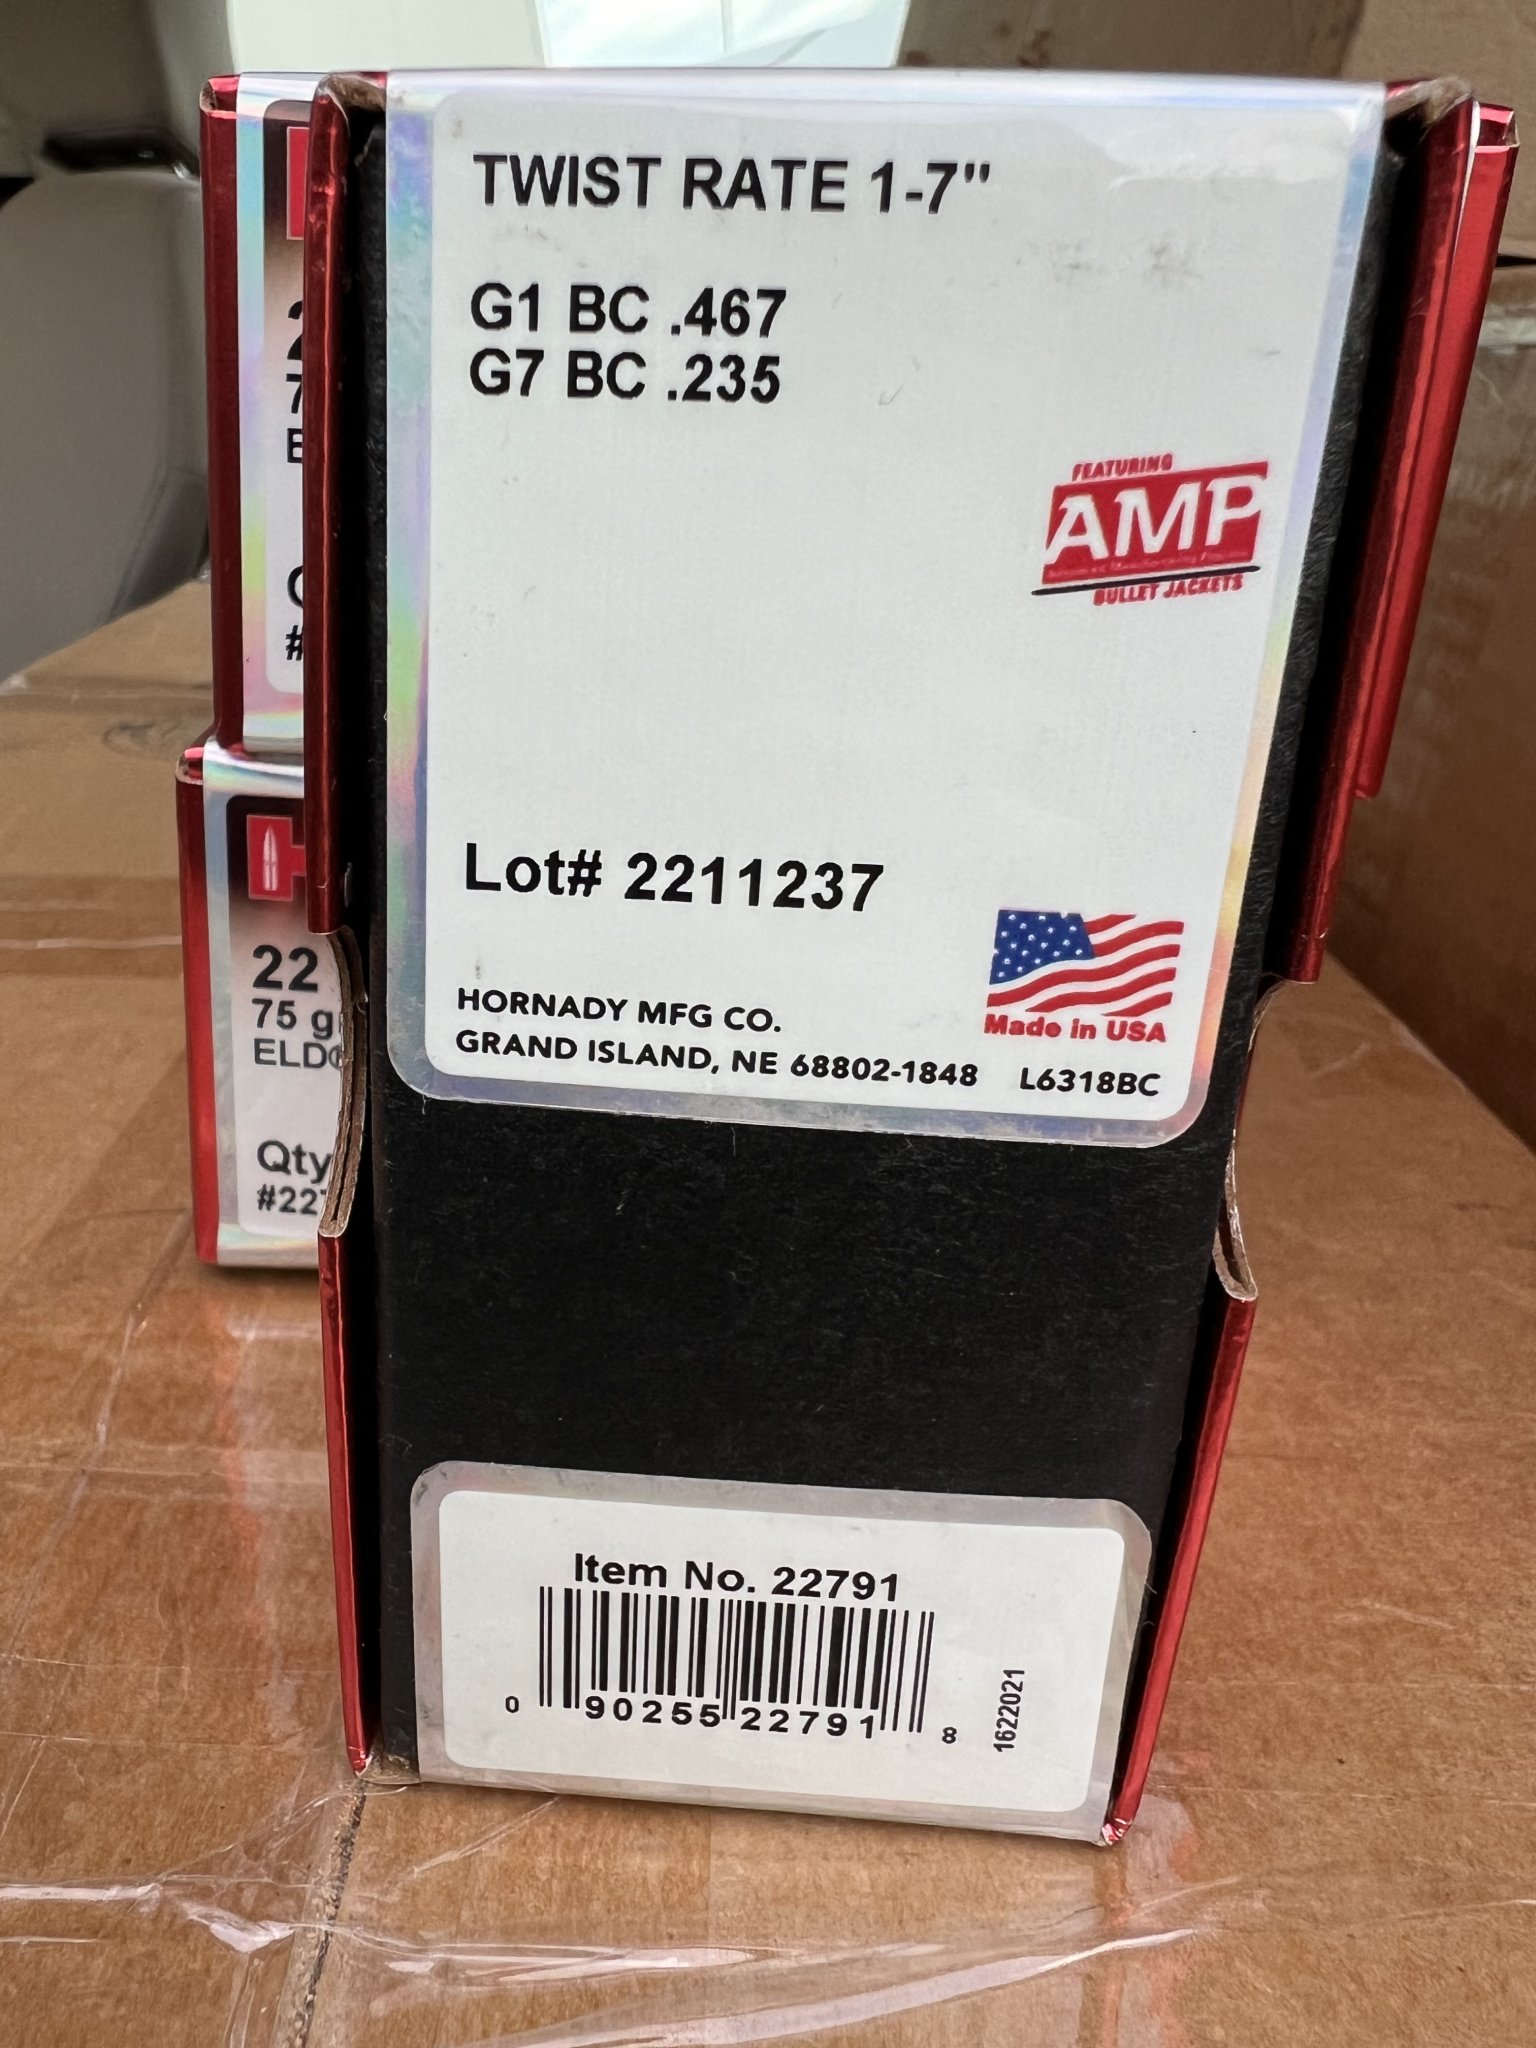 TWIST RATE 1-7"
G1 BC .467
G7 BC .235
FEATURING
AMP
BULLET JACKETS
Lot# 2211237
Made in USA
HORNADY MFG CO.
GRAND ISLAND, NE 68802-1848 L6318BC
Item No. 22791
0 90255 22791 8
1622021
22
75 g
ELD
Qty
#22